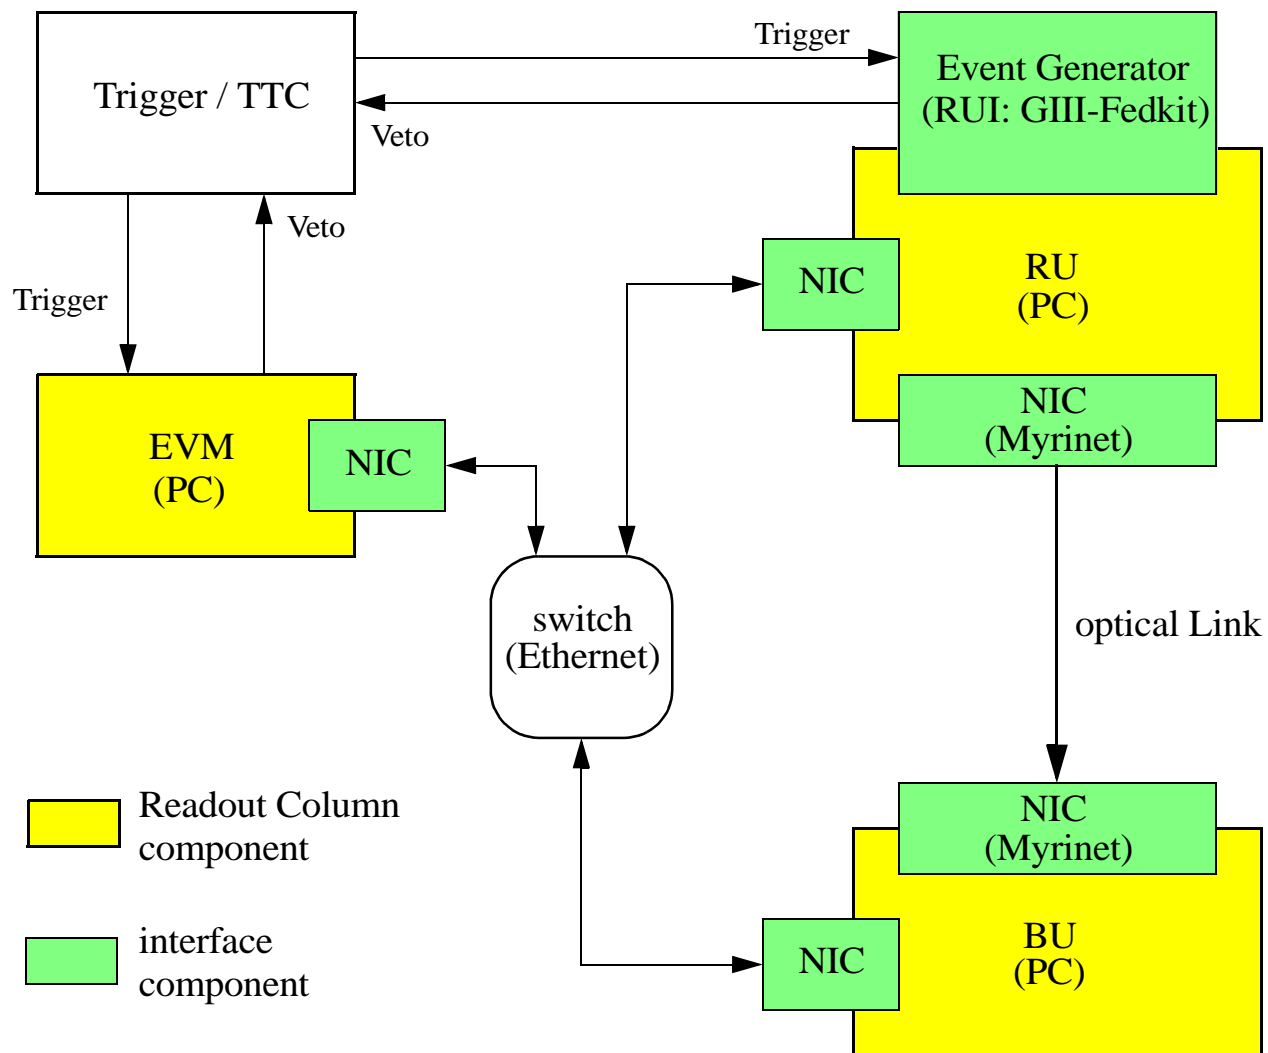 Trigger
Trigger / TTC
Event Generator
(RUI: GIII-Fedkit)
Veto
Veto
Trigger
NIC
RU
(PC)
NIC
(Myrinet)
EVM
(PC)
NIC
switch
(Ethernet)
optical Link
Readout Column
component
NIC
(Myrinet)
interface
component
NIC
BU
(PC)